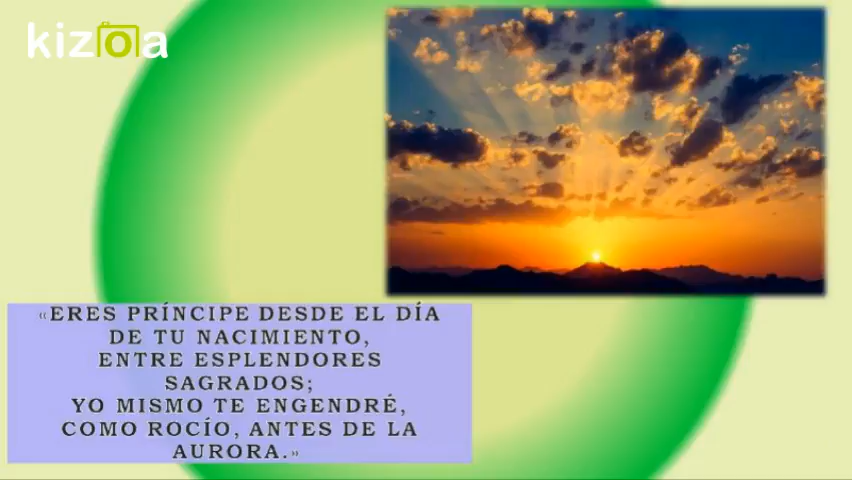 kizoa
«ERES PRÍNCIPE DESDE EL DÍA
DE TU NACIMIENTO,
ENTRE ESPLENDORES
SAGRADOS;
YO MISMO TE ENGENDRÉ,
COMO ROCÍO, ANTES DE LA
AURORA.»